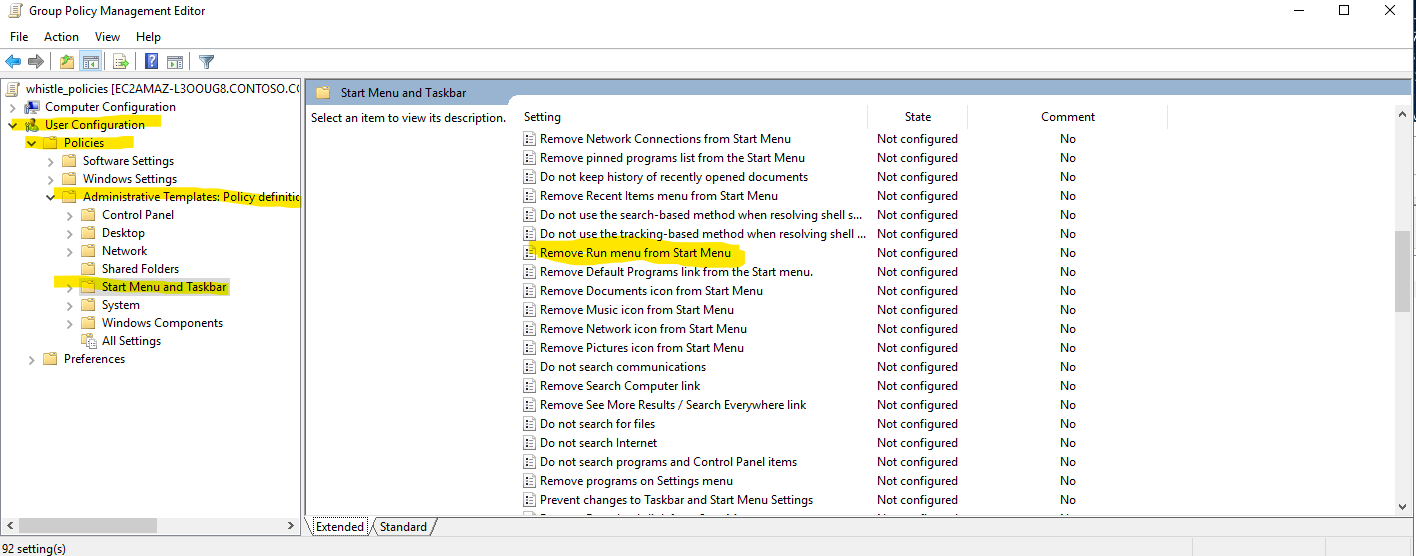 Group Policy Management Editor
File Action View Help
whistle_policies [EC2AMAZ-L3OOUG8.CONTOSO.CO
Computer Configuration
User Configuration
Policies
Software Settings
Windows Settings
Administrative Templates: Policy definitio
Control Panel
Desktop
Network
Shared Folders
Start Menu and Taskbar
System
Windows Components
All Settings
Preferences
Start Menu and Taskbar
Select an item to view its description.
Setting State Comment
Remove Network Connections from Start Menu Not configured No
Remove pinned programs list from the Start Menu Not configured No
Do not keep history of recently opened documents Not configured No
Remove Recent Items menu from Start Menu Not configured No
Do not use the search-based method when resolving shell s... Not configured No
Do not use the tracking-based method when resolving shell ... Not configured No
Remove Run menu from Start Menu Not configured No
Remove Default Programs link from the Start menu. Not configured No
Remove Documents icon from Start Menu Not configured No
Remove Music icon from Start Menu Not configured No
Remove Network icon from Start Menu Not configured No
Remove Pictures icon from Start Menu Not configured No
Do not search communications Not configured No
Remove Search Computer link Not configured No
Remove See More Results / Search Everywhere link Not configured No
Do not search for files Not configured No
Do not search Internet Not configured No
Do not search programs and Control Panel items Not configured No
Remove programs on Settings menu Not configured No
Prevent changes to Taskbar and Start Menu Settings Not configured No
Extended Standard
92 setting(s)